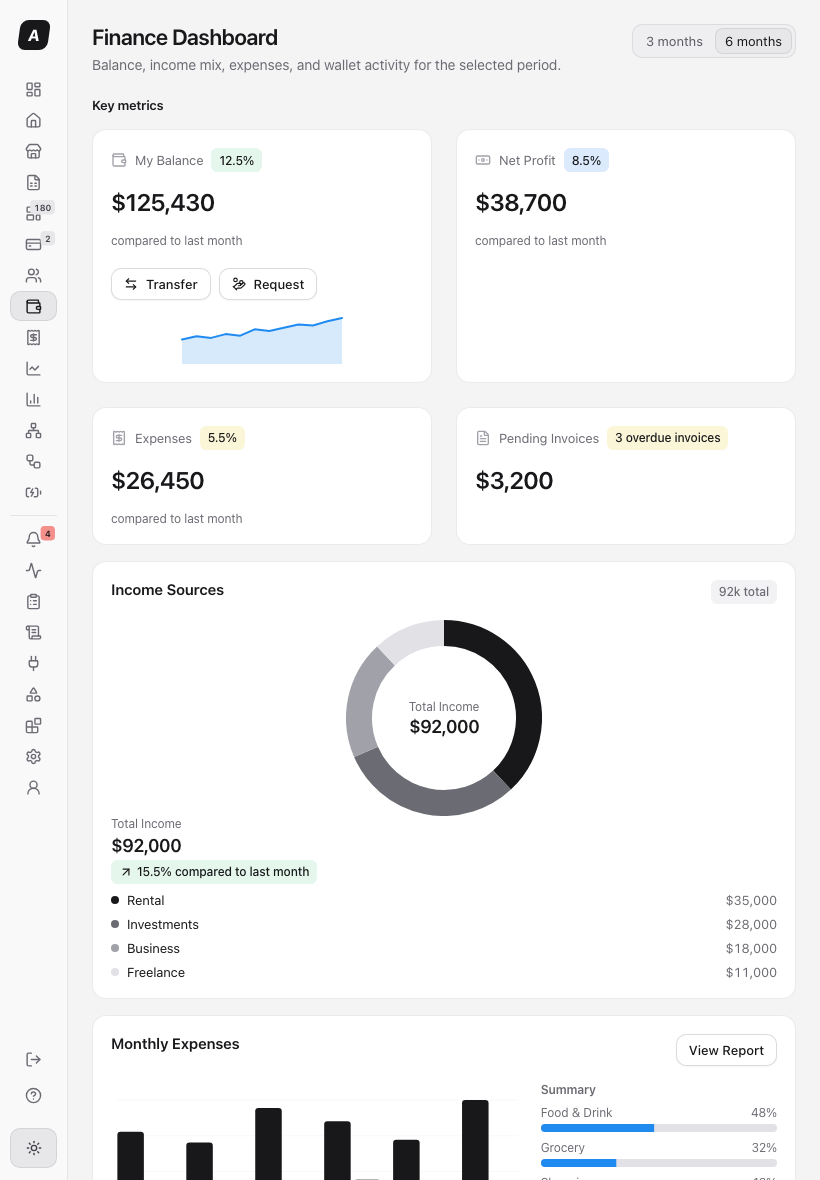 A
Finance Dashboard
Balance, income mix, expenses, and wallet activity for the selected period.
3 months
6 months
Key metrics
180
2
4
My Balance
12.5%
$125,430
compared to last month
Transfer
Request
Net Profit
8.5%
$38,700
compared to last month
Expenses
5.5%
$26,450
compared to last month
Pending Invoices
3 overdue invoices
$3,200
Income Sources
92k total
Total Income
$92,000
Total Income
$92,000
15.5% compared to last month
Rental $35,000
Investments $28,000
Business $18,000
Freelance $11,000
Monthly Expenses
View Report
Summary
Food & Drink 48%
Grocery 32%